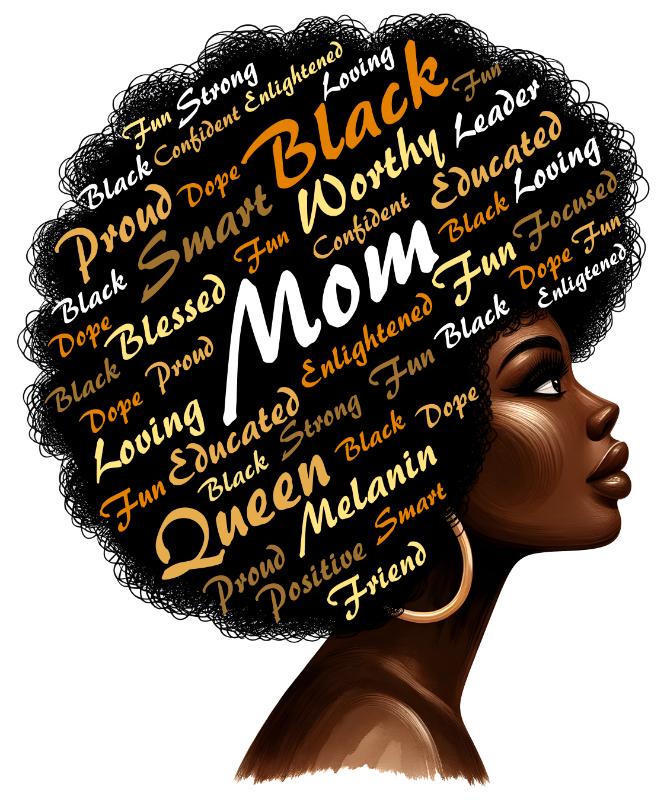 Fun Strong Enlightened Loving
Black Confident Dope Black Fun
Proud Smart Worthy Leader
Black Fun Confident Educated
Dope Blessed Mom Black Loving
Black Proud Fun Focused
Dope Enlightened Dope Fun
Loving Fun Black Enligtened
Fun Educated Strong
Black Black Dope
Queen Melanin
Proud Smart
Positive
Friend